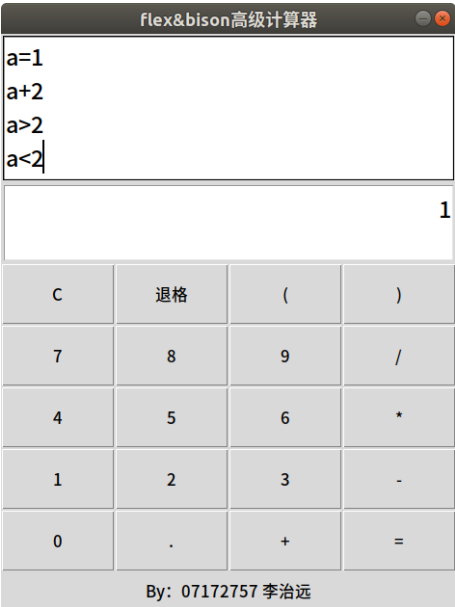 flex&bison高级计算器
a=1
a+2
a>2
a<2
1
C 退格 ( )
7 8 9 /
4 5 6 *
1 2 3 -
0 . + =
By：07172757 李治远